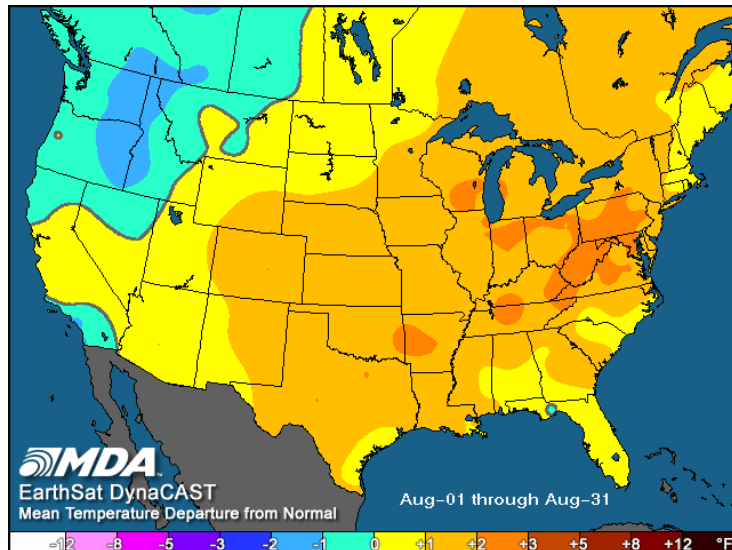 MDA
EarthSat DynaCAST
Mean Temperature Departure from Normal
Aug-01 through Aug-31
-12 -8 -5 -3 -2 -1 0 +1 +2 +3 +5 +8 +12 °F